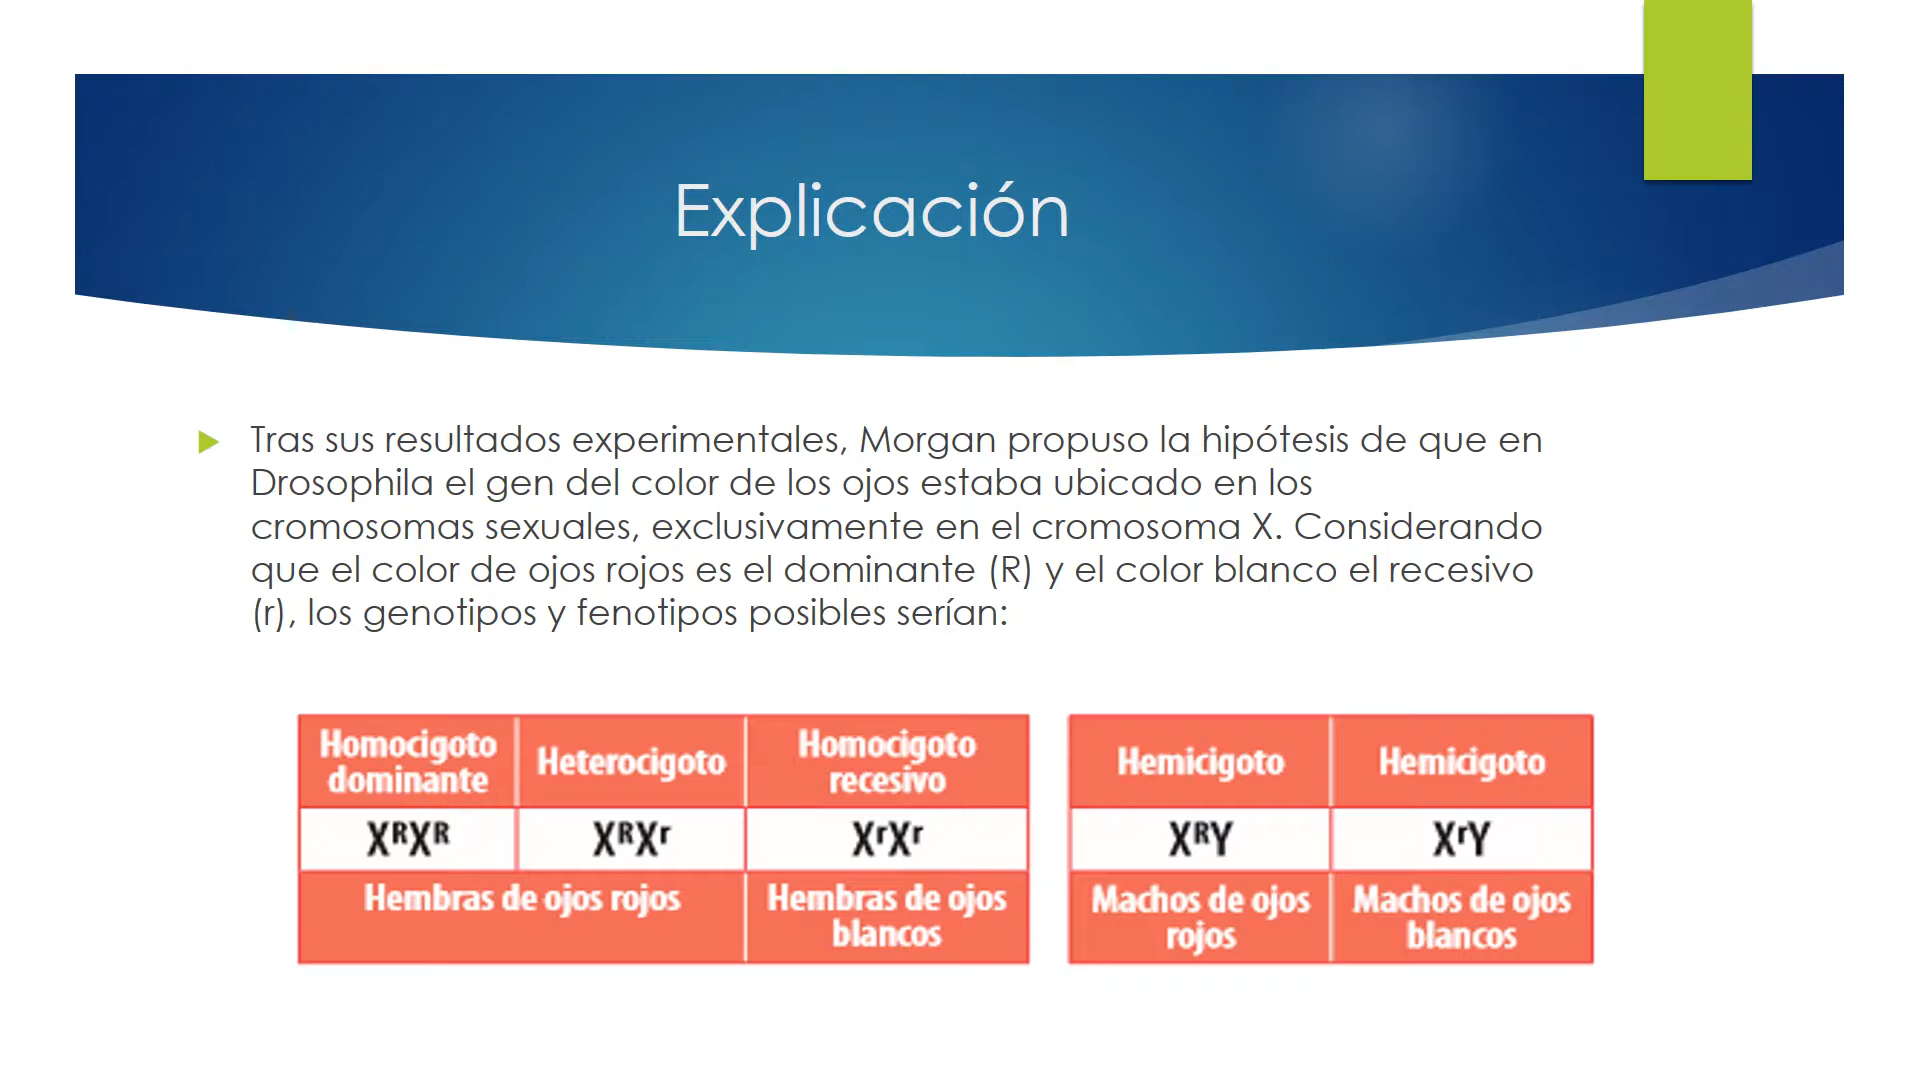 Explicación
Tras sus resultados experimentales, Morgan propuso la hipótesis de que en
Drosophila el gen del color de los ojos estaba ubicado en los
cromosomas sexuales, exclusivamente en el cromosoma X. Considerando
que el color de ojos rojos es el dominante (R) y el color blanco el recesivo
(r), los genotipos y fenotipos posibles serían:
Homocigoto
dominante
Heterocigoto
Homocigoto
recesivo
XᴿXᴿ
XᴿXʳ
XʳXʳ
Hembras de ojos rojos
Hembras de ojos
blancos
Hemicigoto
Hemicigoto
XᴿY
XʳY
Machos de ojos
rojos
Machos de ojos
blancos